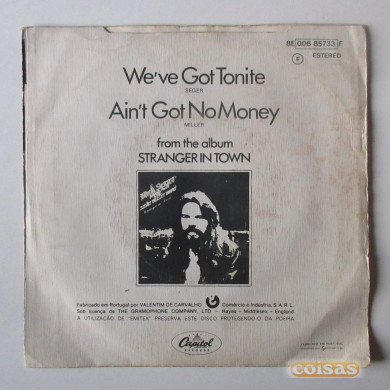 8E 006 85733 F
F ESTEREO
We've Got Tonite
SEGER
Ain't Got No Money
MILLER
from the album
STRANGER IN TOWN
Fabricado em Portugal por VALENTIM DE CARVALHO Comércio e Indústria, S.A.R.L.
Sob licença de THE GRAMOPHONE COMPANY, LTD - Hayes - Middlesex - England
A UTILIZAÇÃO DE "EMITEX" PRESERVA ESTE DISCO PROTEGENDO-O DA POEIRA
Capitol
RECORDS
coisas